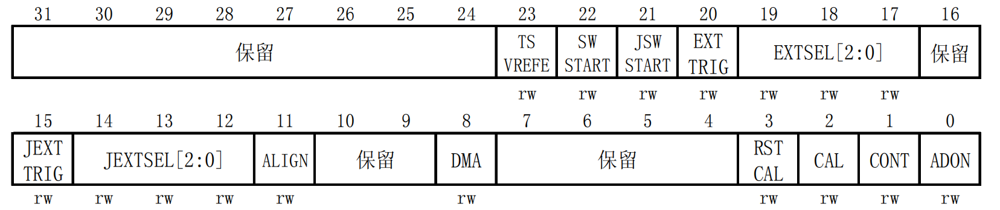 31 30 29 28 27 26 25 24 23 22 21 20 19 18 17 16
保留 TS VREFE SW START JSW START EXT TRIG EXTSEL[2:0] 保留
rw rw rw rw rw rw rw
15 14 13 12 11 10 9 8 7 6 5 4 3 2 1 0
JEXT TRIG JEXTSEL[2:0] ALIGN 保留 DMA 保留 RST CAL CAL CONT ADON
rw rw rw rw rw rw rw rw rw rw